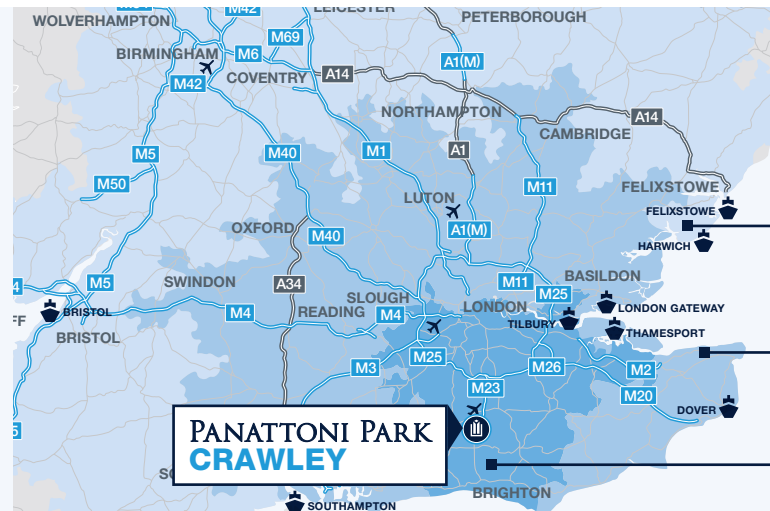 M42
LEICESTER
PETERBOROUGH
WOLVERHAMPTON
M69
BIRMINGHAM
M6
A1(M)
COVENTRY
A14
M42
NORTHAMPTON
A14
CAMBRIDGE
M5
M40
M1
A1
M50
M11
FELIXSTOWE
LUTON
FELIXSTOWE
OXFORD
M40
A1(M)
HARWICH
M5
SWINDON
A34
M11
BASILDON
M25
SLOUGH
BRISTOL
M4
READING
M4
LONDON
LONDON GATEWAY
TILBURY
THAMESPORT
BRISTOL
M25
M3
M26
M2
M23
M20
DOVER
PANATTONI PARK
CRAWLEY
BRIGHTON
SOUTHAMPTON